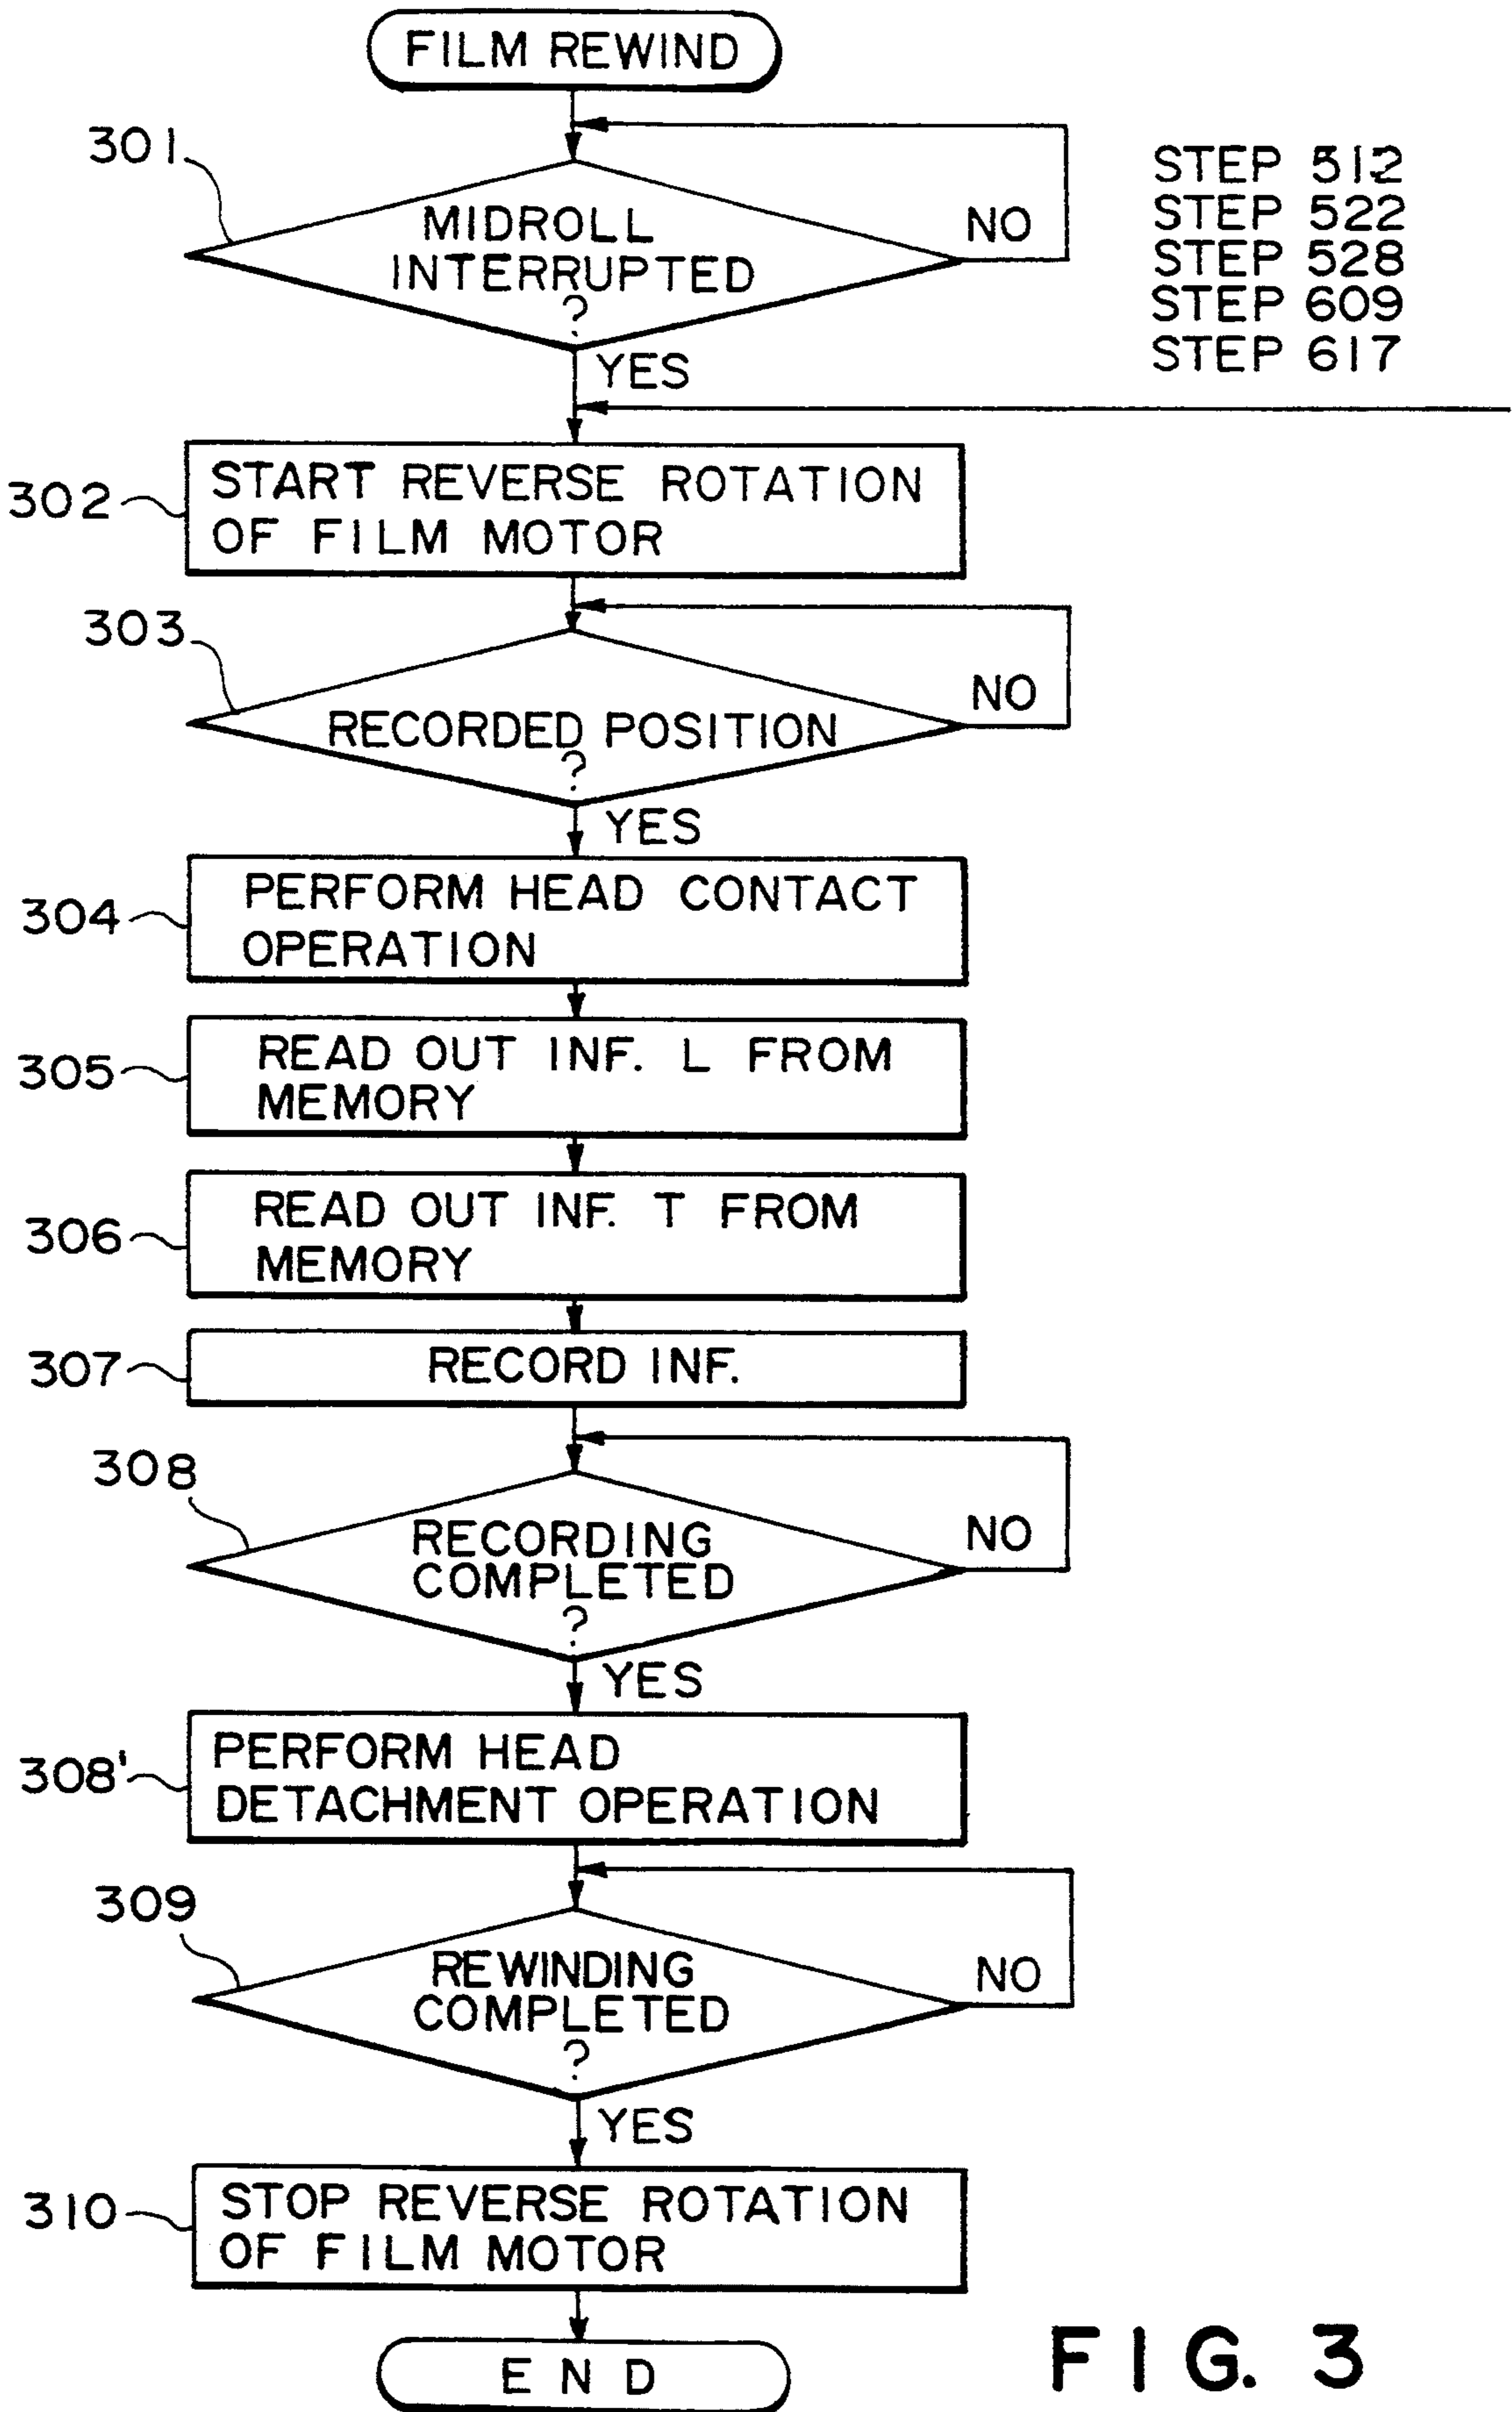 FILM REWIND
301
MIDROLL
INTERRUPTED
?
NO
YES
STEP 512
STEP 522
STEP 528
STEP 609
STEP 617
302
START REVERSE ROTATION
OF FILM MOTOR
303
RECORDED POSITION
?
NO
YES
304
PERFORM HEAD CONTACT
OPERATION
305
READ OUT INF. L FROM
MEMORY
306
READ OUT INF. T FROM
MEMORY
307
RECORD INF.
308
RECORDING
COMPLETED
?
NO
YES
308'
PERFORM HEAD
DETACHMENT OPERATION
309
REWINDING
COMPLETED
?
NO
YES
310
STOP REVERSE ROTATION
OF FILM MOTOR
END
FIG. 3